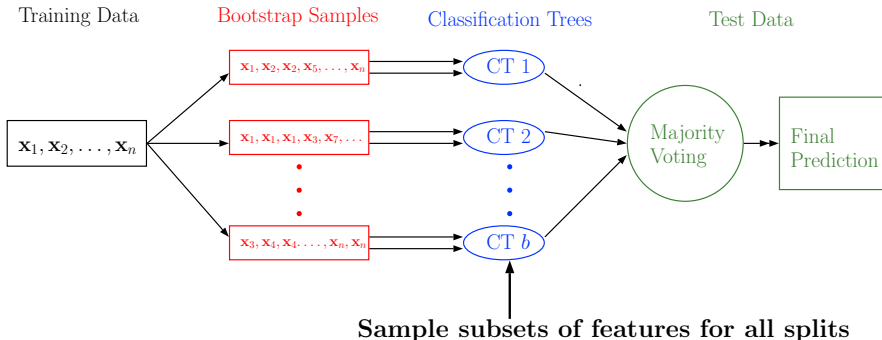 Training Data
Bootstrap Samples
Classification Trees
Test Data
x₁, x₂, x₂, x₅, . . . , xₙ
CT 1
x₁, x₂, . . . , xₙ
x₁, x₁, x₁, x₃, x₇, . . .
CT 2
Majority
Voting
Final
Prediction
x₃, x₄, x₄. . . . , xₙ, xₙ
CT b
Sample subsets of features for all splits